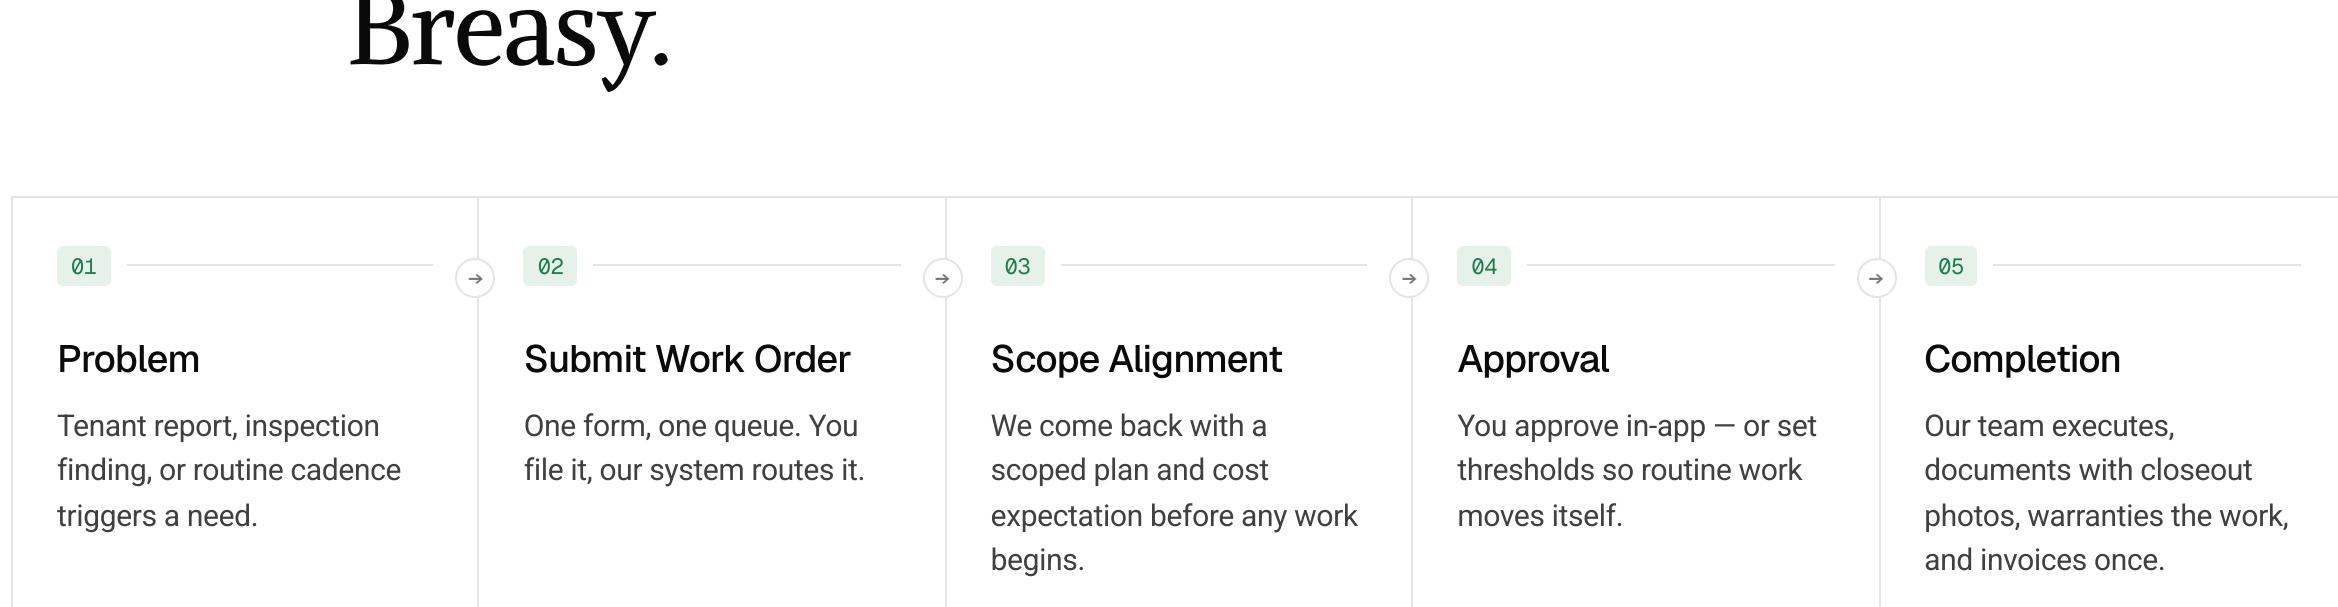 Breasy.
01
Problem
Tenant report, inspection
finding, or routine cadence
triggers a need.
→
02
Submit Work Order
One form, one queue. You
file it, our system routes it.
→
03
Scope Alignment
We come back with a
scoped plan and cost
expectation before any work
begins.
→
04
Approval
You approve in-app — or set
thresholds so routine work
moves itself.
→
05
Completion
Our team executes,
documents with closeout
photos, warranties the work,
and invoices once.